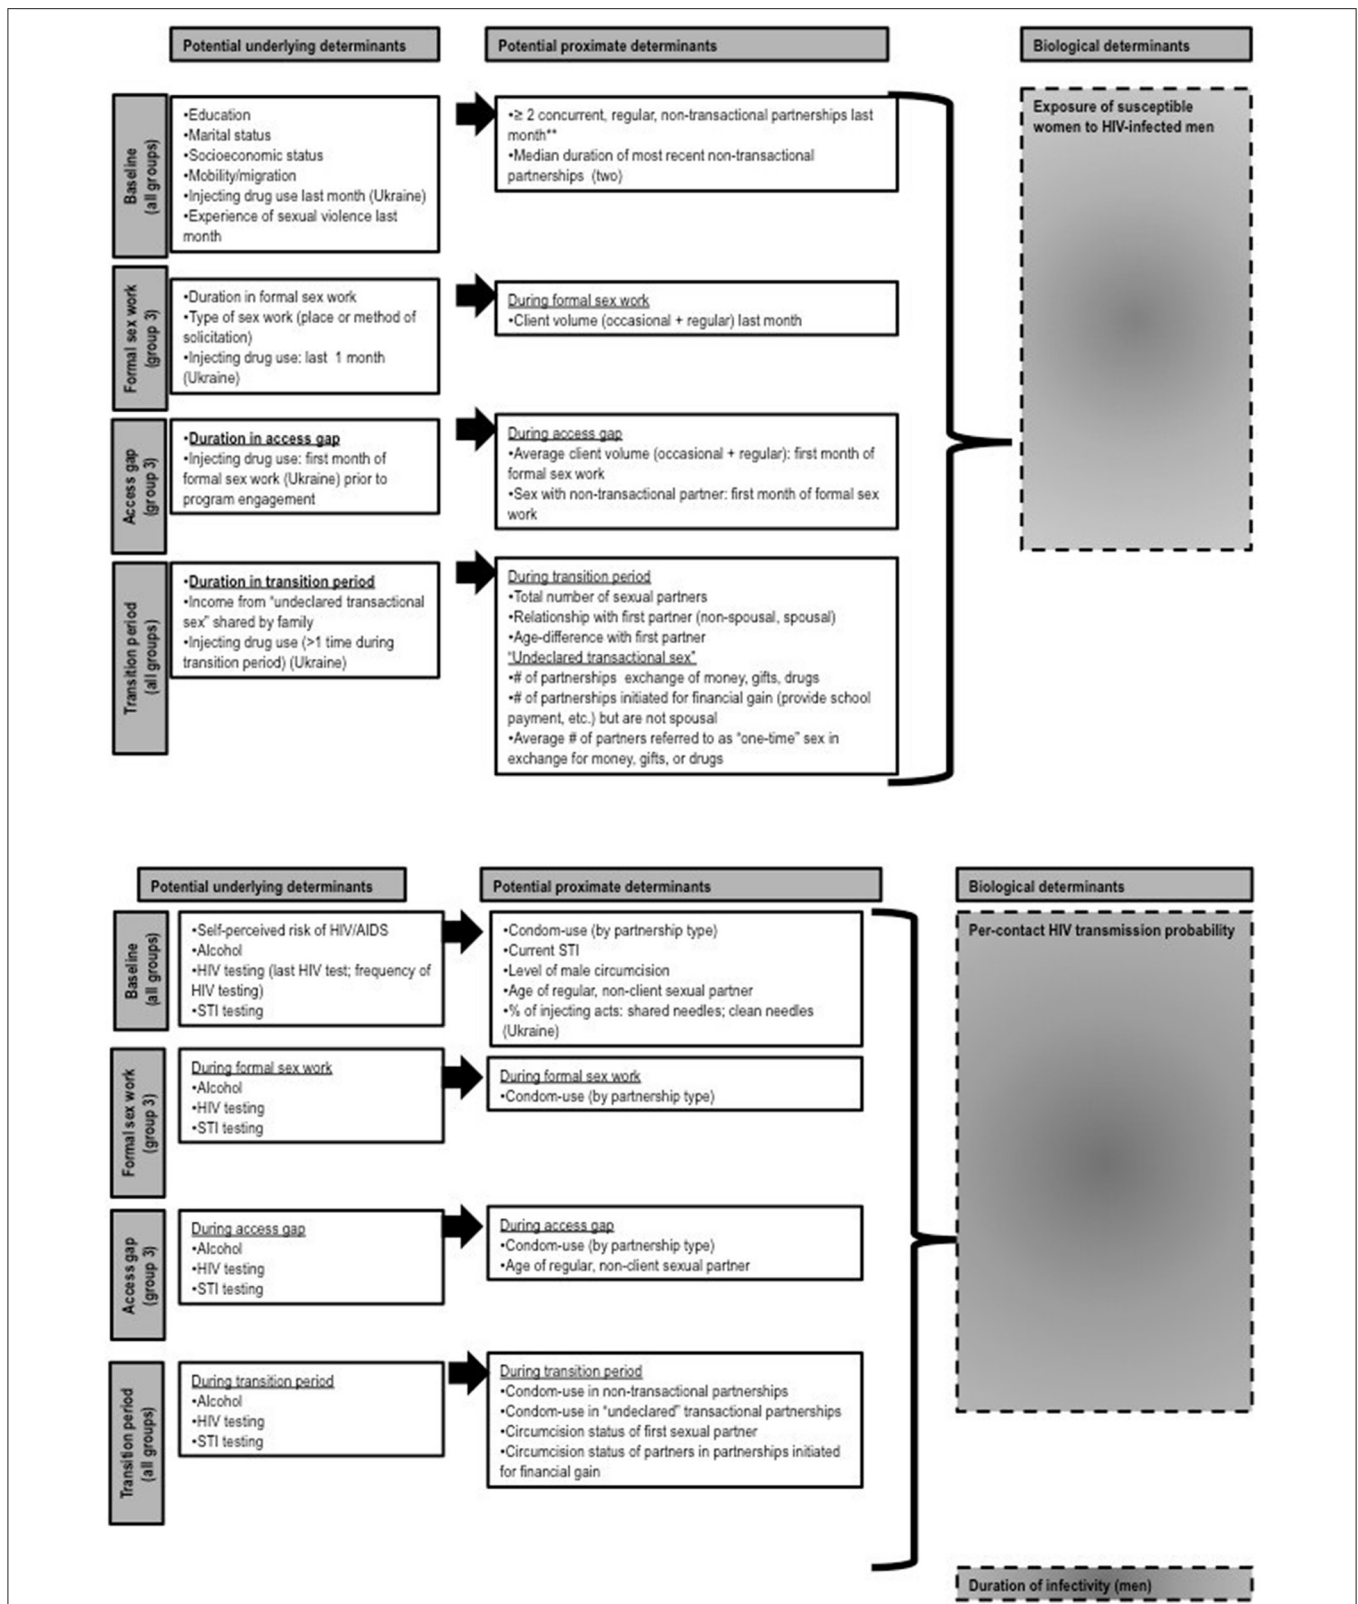 Potential underlying determinants
Potential proximate determinants
Biological determinants
Baseline
(all groups)
•Education
•Marital status
•Socioeconomic status
•Mobility/migration
•Injecting drug use last month (Ukraine)
•Experience of sexual violence last
month
•≥ 2 concurrent, regular, non-transactional partnerships last
month**
•Median duration of most recent non-transactional
partnerships (two)
Exposure of susceptible
women to HIV-infected men
Formal sex work
(group 3)
•Duration in formal sex work
•Type of sex work (place or method of
solicitation)
•Injecting drug use: last 1 month
(Ukraine)
During formal sex work
•Client volume (occasional + regular) last month
Access gap
(group 3)
•Duration in access gap
•Injecting drug use: first month of
formal sex work (Ukraine) prior to
program engagement
During access gap
•Average client volume (occasional + regular): first month of
formal sex work
•Sex with non-transactional partner: first month of formal sex
work
Transition period
(all groups)
•Duration in transition period
•Income from “undeclared transactional
sex” shared by family
•Injecting drug use (>1 time during
transition period) (Ukraine)
During transition period
•Total number of sexual partners
•Relationship with first partner (non-spousal, spousal)
•Age-difference with first partner
“Undeclared transactional sex”
•# of partnerships exchange of money, gifts, drugs
•# of partnerships initiated for financial gain (provide school
payment, etc.) but are not spousal
•Average # of partners referred to as “one-time” sex in
exchange for money, gifts, or drugs
Potential underlying determinants
Potential proximate determinants
Biological determinants
Baseline
(all groups)
•Self-perceived risk of HIV/AIDS
•Alcohol
•HIV testing (last HIV test; frequency of
HIV testing)
•STI testing
•Condom-use (by partnership type)
•Current STI
•Level of male circumcision
•Age of regular, non-client sexual partner
•% of injecting acts: shared needles; clean needles
(Ukraine)
Per-contact HIV transmission probability
Formal sex work
(group 3)
During formal sex work
•Alcohol
•HIV testing
•STI testing
During formal sex work
•Condom-use (by partnership type)
Access gap
(group 3)
During access gap
•Alcohol
•HIV testing
•STI testing
During access gap
•Condom-use (by partnership type)
•Age of regular, non-client sexual partner
Transition period
(all groups)
During transition period
•Alcohol
•HIV testing
•STI testing
During transition period
•Condom-use in non-transactional partnerships
•Condom-use in “undeclared” transactional partnerships
•Circumcision status of first sexual partner
•Circumcision status of partners in partnerships initiated
for financial gain
Duration of infectivity (men)